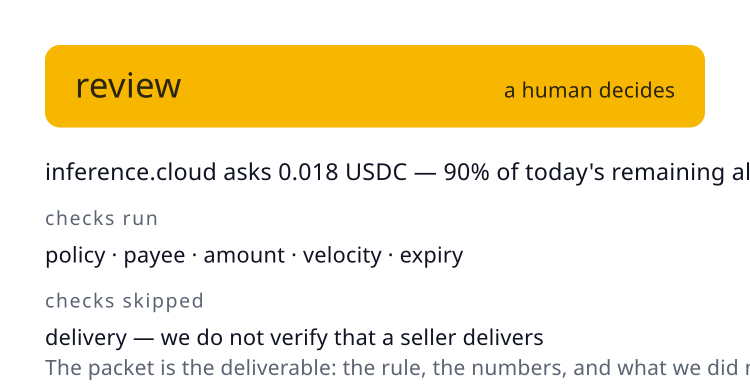 review
a human decides
inference.cloud asks 0.018 USDC — 90% of today's remaining
checks run
policy · payee · amount · velocity · expiry
checks skipped
delivery — we do not verify that a seller delivers
The packet is the deliverable: the rule, the numbers, and what we did